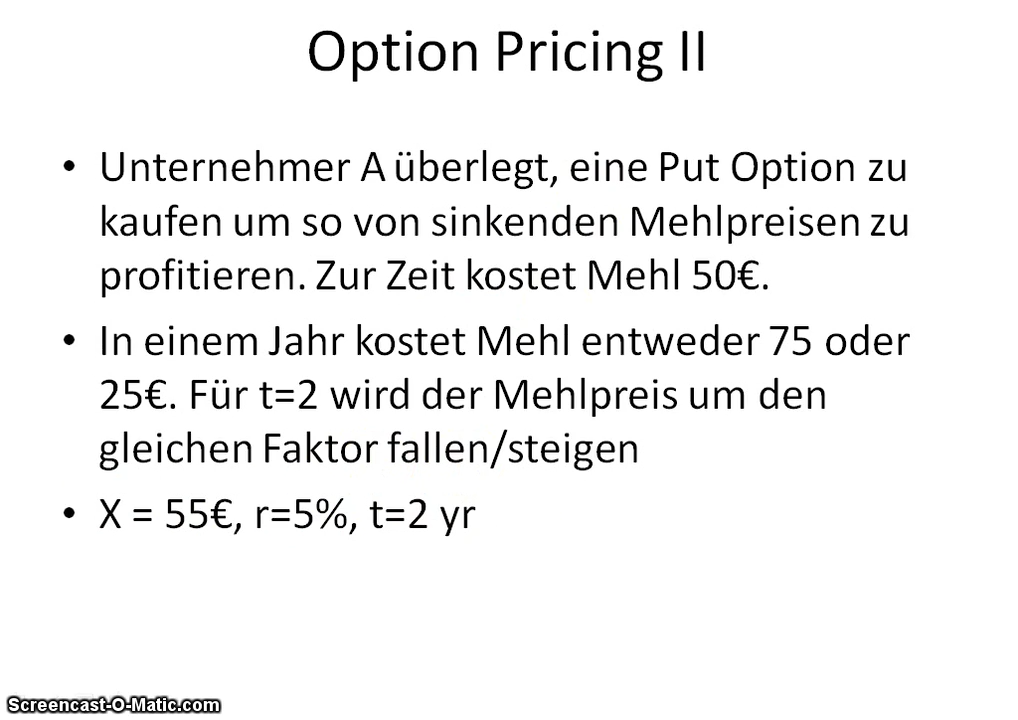 Option Pricing II
• Unternehmer A überlegt, eine Put Option zu
kaufen um so von sinkenden Mehlpreisen zu
profitieren. Zur Zeit kostet Mehl 50€.
• In einem Jahr kostet Mehl entweder 75 oder
25€. Für t=2 wird der Mehlpreis um den
gleichen Faktor fallen/steigen
• X = 55€, r=5%, t=2 yr
Screencast-O-Matic.com